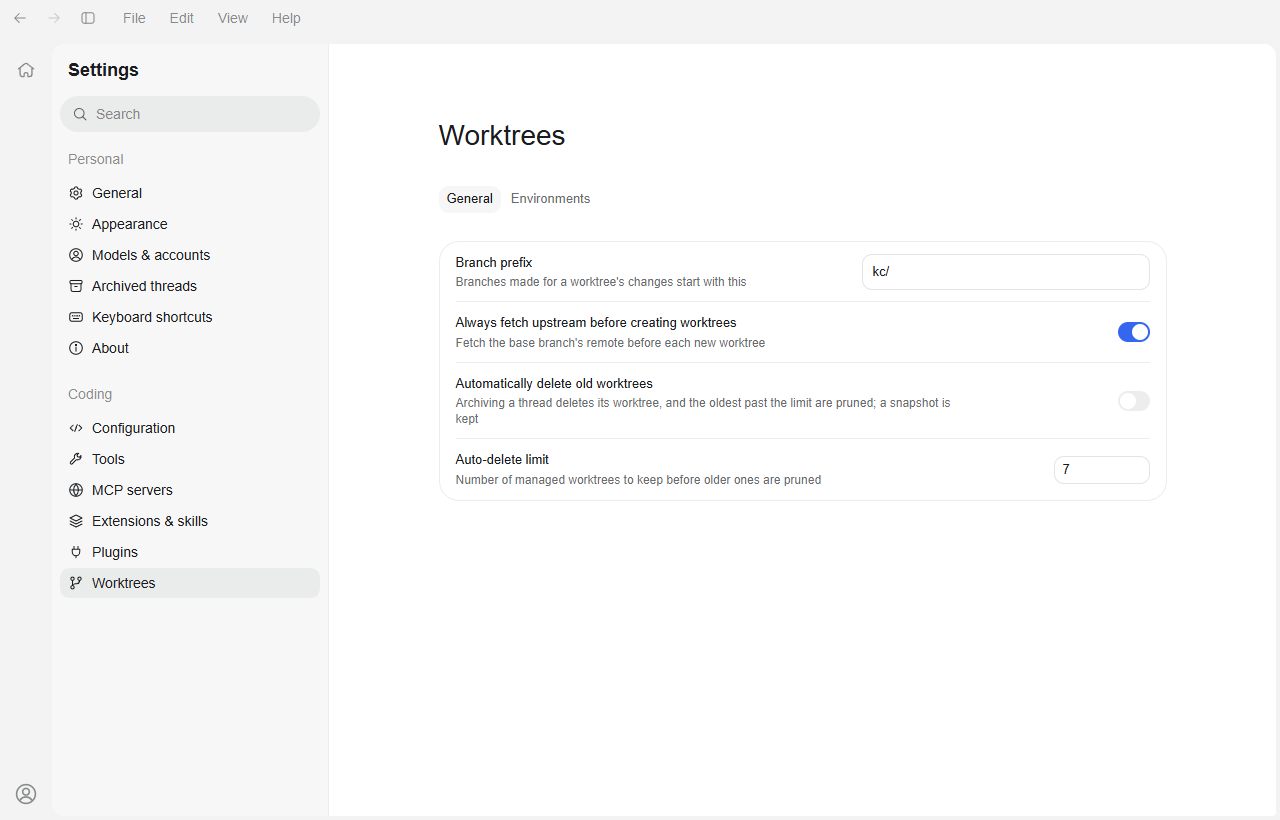 File Edit View Help
Settings
Search
Personal
General
Appearance
Models & accounts
Archived threads
Keyboard shortcuts
About
Coding
Configuration
Tools
MCP servers
Extensions & skills
Plugins
Worktrees
Worktrees
General Environments
Branch prefix
Branches made for a worktree's changes start with this
kc/
Always fetch upstream before creating worktrees
Fetch the base branch's remote before each new worktree
Automatically delete old worktrees
Archiving a thread deletes its worktree, and the oldest past the limit are pruned; a snapshot is
kept
Auto-delete limit
Number of managed worktrees to keep before older ones are pruned
7